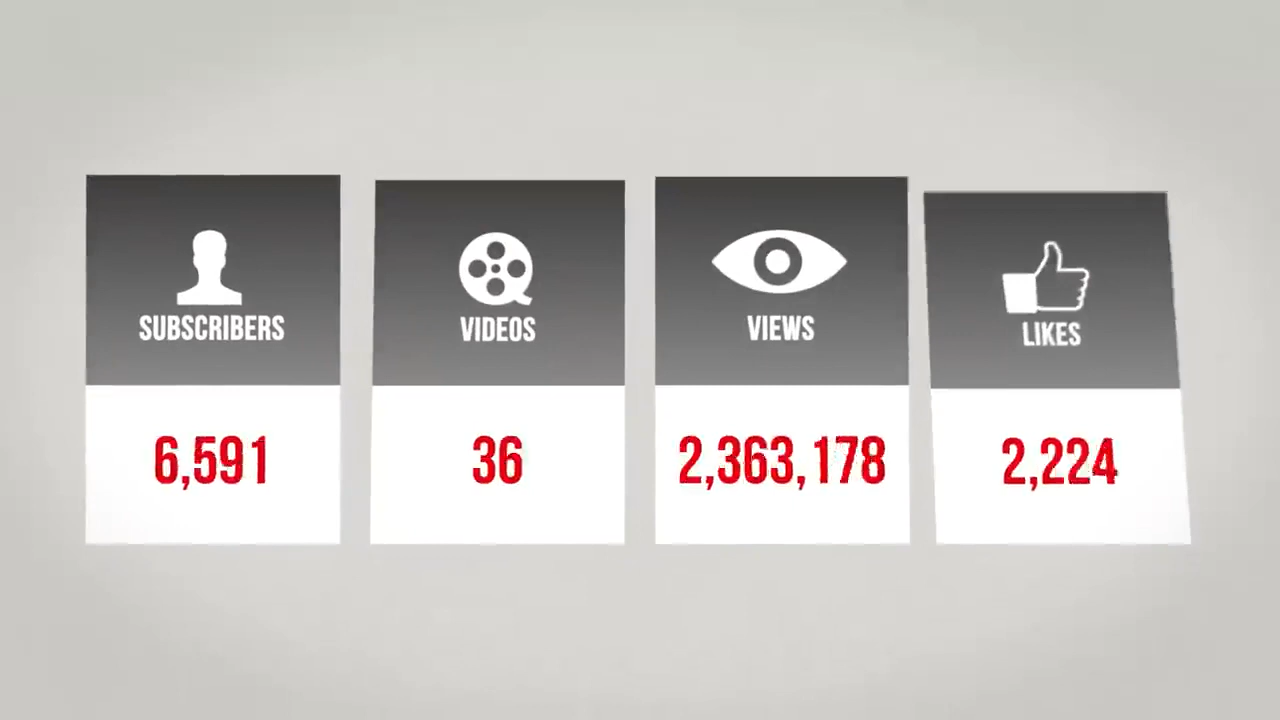 SUBSCRIBERS
6,591
VIDEOS
36
VIEWS
2,363,178
LIKES
2,224